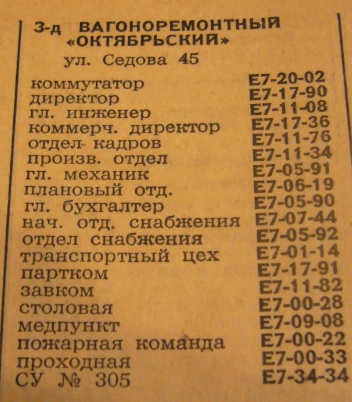 З-д ВАГОНОРЕМОНТНЫЙ
«ОКТЯБРЬСКИЙ»
ул. Седова 45
коммутатор Е7-20-02
директор Е7-17-90
гл. инженер Е7-11-08
коммерч. директор Е7-17-36
отдел кадров Е7-11-76
произв. отдел Е7-11-34
гл. механик Е7-05-91
плановый отд. Е7-06-19
гл. бухгалтер Е7-05-90
нач. отд. снабжения Е7-07-44
отдел снабжения Е7-05-92
транспортный цех Е7-01-14
партком Е7-17-91
завком Е7-11-82
столовая Е7-00-28
медпункт Е7-09-08
пожарная команда Е7-00-22
проходная Е7-00-33
СУ № 305 Е7-34-34